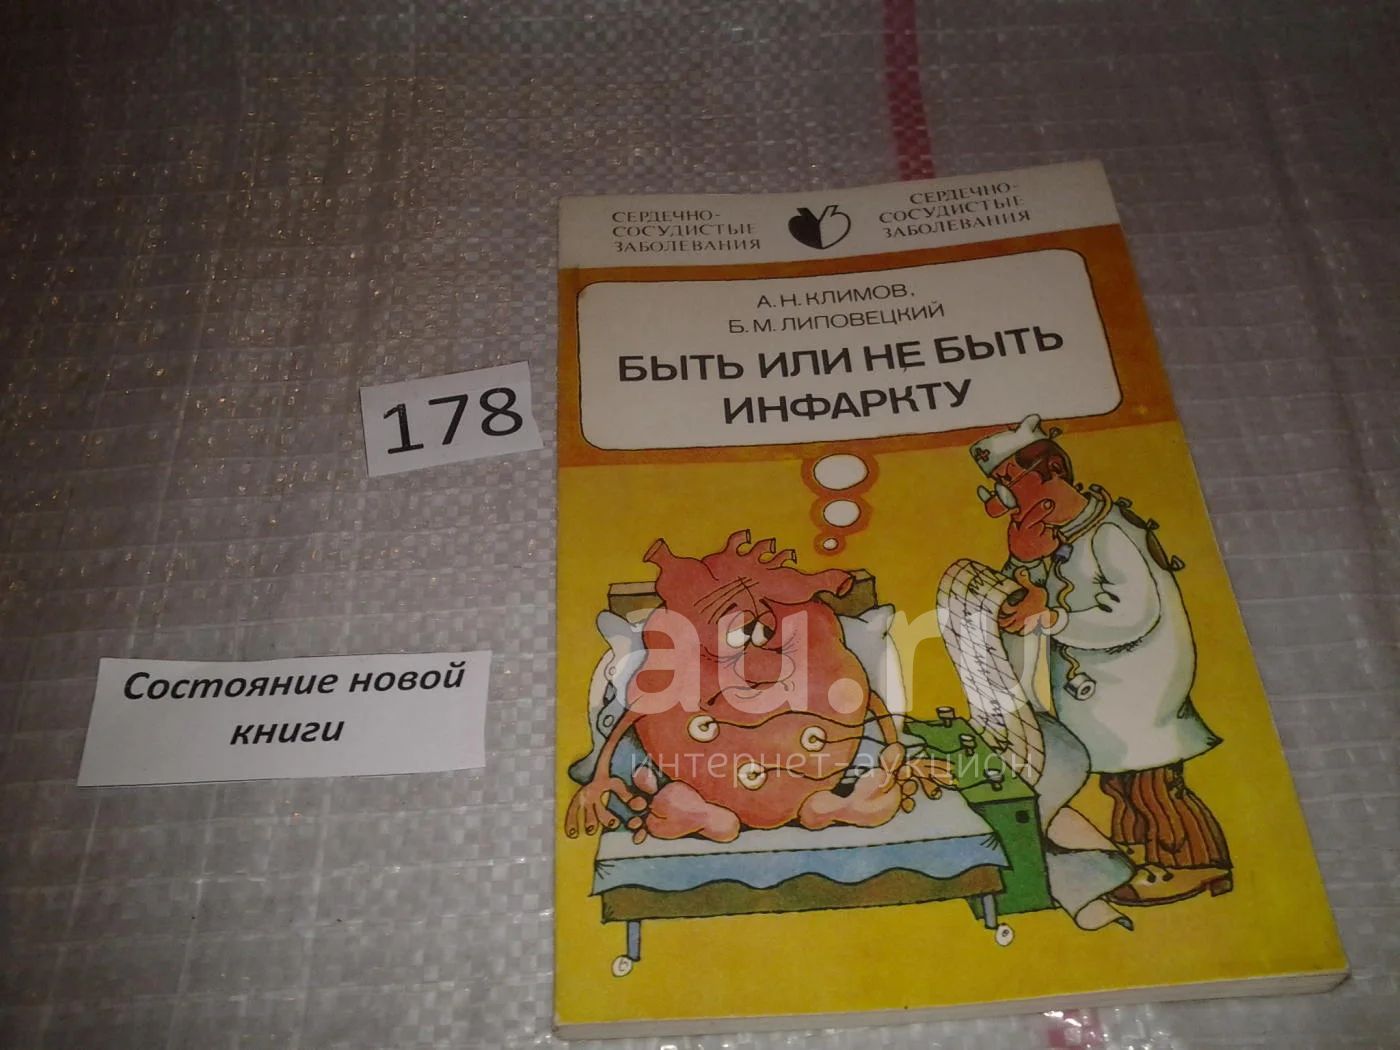 СЕРДЕЧНО-
СОСУДИСТЫЕ
ЗАБОЛЕВАНИЯ
СЕРДЕЧНО-
СОСУДИСТЫЕ
ЗАБОЛЕВАНИЯ
А. Н. КЛИМОВ,
Б. М. ЛИПОВЕЦКИЙ
БЫТЬ ИЛИ НЕ БЫТЬ
ИНФАРКТУ
178
Состояние новой
книги
au.ru
интернет-аукцион